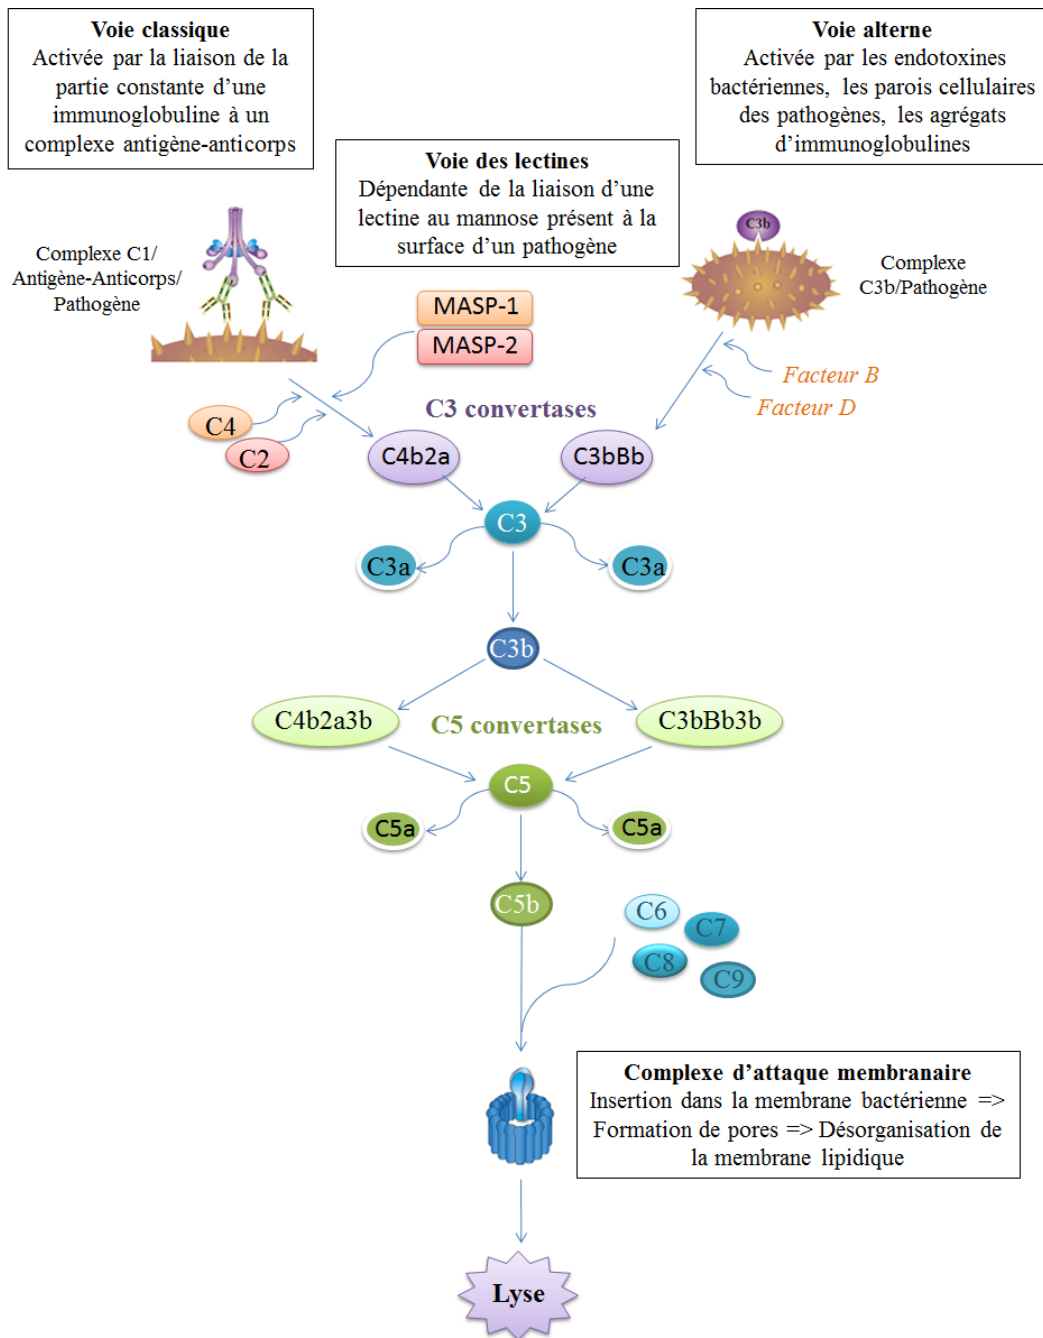 Voie classique
Activée par la liaison de la
partie constante d'une
immunoglobuline à un
complexe antigène-anticorps
Voie alterne
Activée par les endotoxines
bactériennes, les parois cellulaires
des pathogènes, les agrégats
d'immunoglobulines
Voie des lectines
Dépendante de la liaison d'une
lectine au mannose présent à la
surface d'un pathogène
Complexe C1/
Antigène-Anticorps/
Pathogène
C3b
Complexe
C3b/Pathogène
MASP-1
MASP-2
Facteur B
Facteur D
C4
C2
C3 convertases
C4b2a
C3bBb
C3
C3a
C3a
C3b
C4b2a3b
C5 convertases
C3bBb3b
C5
C5a
C5a
C5b
C6
C7
C8
C9
Complexe d'attaque membranaire
Insertion dans la membrane bactérienne =>
Formation de pores => Désorganisation de
la membrane lipidique
Lyse